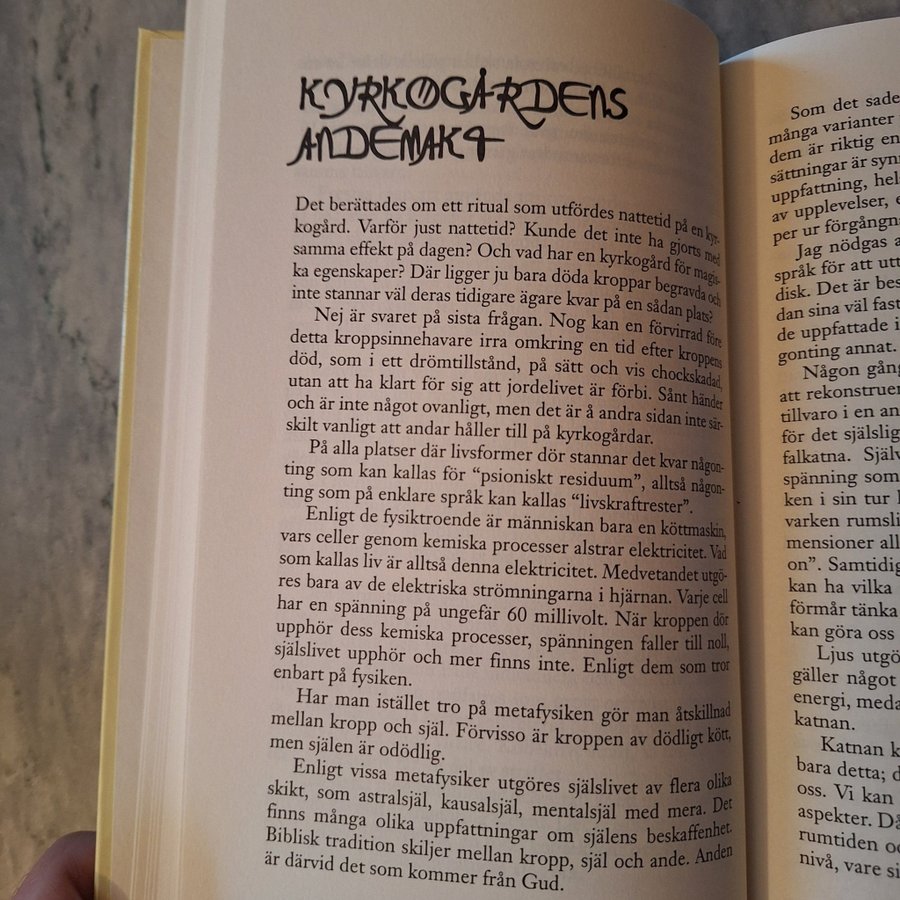 KYRKOGÅRDENS
ANDEMAKT
Det berättades om ett ritual som utfördes nattetid på en kyr-
kogård. Varför just nattetid? Kunde det inte ha gjorts med
samma effekt på dagen? Och vad har en kyrkogård för magis-
ka egenskaper? Där ligger ju bara döda kroppar begravda och
inte stannar väl deras tidigare ägare kvar på en sådan plats?
Nej är svaret på sista frågan. Nog kan en förvirrad före
detta kroppsinnehavare irra omkring en tid efter kroppens
död, som i ett drömtillstånd, på sätt och vis chockskadad,
utan att ha klart för sig att jordelivet är förbi. Sånt händer
och är inte något ovanligt, men det är å andra sidan inte sär-
skilt vanligt att andar håller till på kyrkogårdar.
På alla platser där livsformer dör stannar det kvar någon-
ting som kan kallas för “psioniskt residuum”, alltså någon-
ting som på enklare språk kan kallas “livskraftrester”.
Enligt de fysiktroende är människan bara en köttmaskin,
vars celler genom kemiska processer alstrar elektricitet. Vad
som kallas liv är alltså denna elektricitet. Medvetandet utgö-
res bara av de elektriska strömningarna i hjärnan. Varje cell
har en spänning på ungefär 60 millivolt. När kroppen dör
upphör dess kemiska processer, spänningen faller till noll,
själslivet upphör och mer finns inte. Enligt dem som tror
enbart på fysiken.
Har man istället tro på metafysiken gör man åtskillnad
mellan kropp och själ. Förvisso är kroppen av dödligt kött,
men själen är odödlig.
Enligt vissa metafysiker utgöres själslivet av flera olika
skikt, som astralsjäl, kausalsjäl, mentalsjäl med mera. Det
finns många olika uppfattningar om själens beskaffenhet.
Biblisk tradition skiljer mellan kropp, själ och ande. Anden
är därvid det som kommer från Gud.
Som det sade
många varianter
dem är riktig en
sättningar är syn
uppfattning, hel
av upplevelser, e
per ur förgångn
Jag nödgas a
språk för att utt
disk. Det är bes
dan sina väl fast
de uppfattade i
gonting annat.
Någon gång
att rekonstruer
tillvaro i en an
för det själslig
falkatna. Själv
spänning som
ken i sin tur
varken rumsli
mensioner all
on”. Samtidig
kan ha vilka
förmår tänka
kan göra oss
Ljus utgö
gäller något
energi, meda
katnan.
Katnan k
bara detta; d
oss. Vi kan
aspekter. Då
rumtiden oc
nivå, vare si